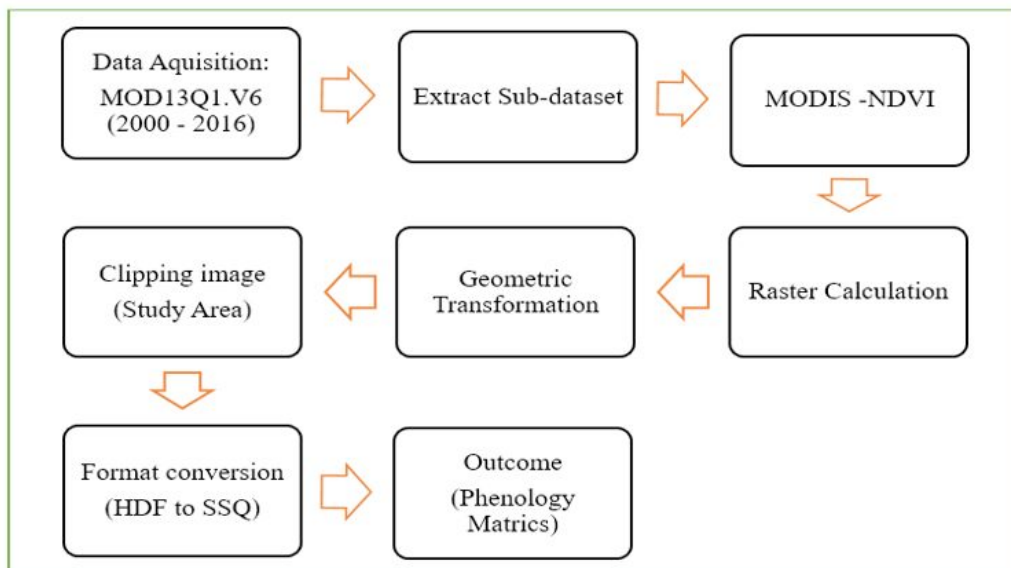 Data Aquisition:
MOD13Q1.V6
(2000 - 2016)
Extract Sub-dataset
MODIS -NDVI
Raster Calculation
Geometric
Transformation
Clipping image
(Study Area)
Format conversion
(HDF to SSQ)
Outcome
(Phenology
Matrics)